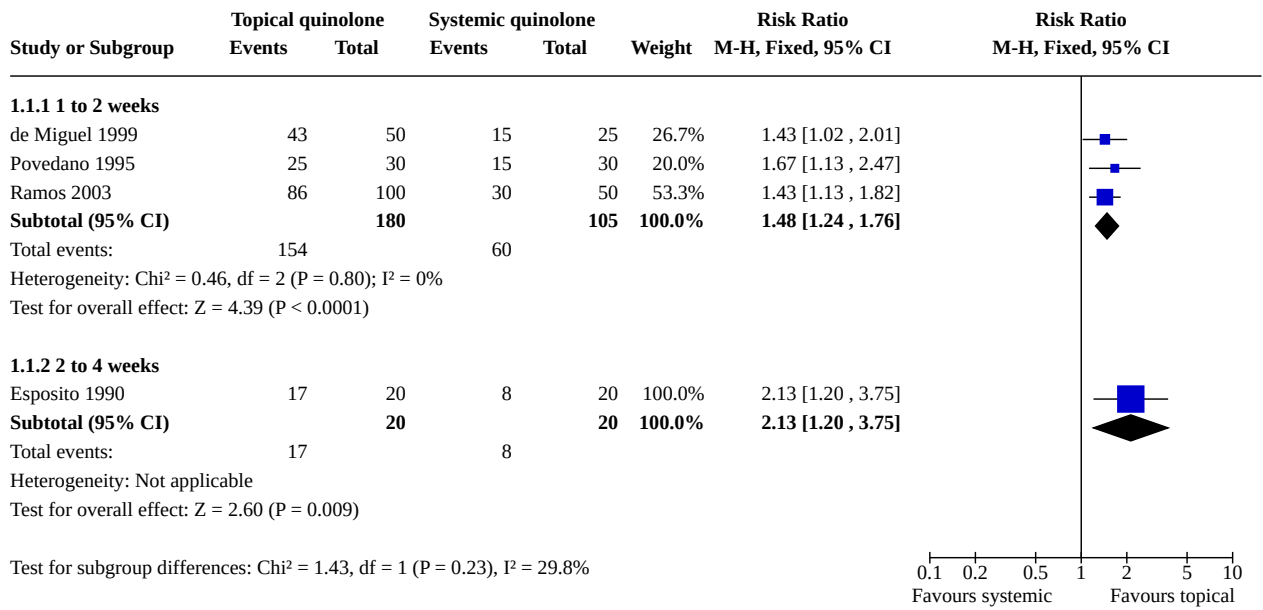 Topical quinolone Systemic quinolone Risk Ratio Risk Ratio
Study or Subgroup Events Total Events Total Weight M-H, Fixed, 95% CI M-H, Fixed, 95% CI
1.1.1 1 to 2 weeks
de Miguel 1999 43 50 15 25 26.7% 1.43 [1.02 , 2.01]
Povedano 1995 25 30 15 30 20.0% 1.67 [1.13 , 2.47]
Ramos 2003 86 100 30 50 53.3% 1.43 [1.13 , 1.82]
Subtotal (95% CI) 180 105 100.0% 1.48 [1.24 , 1.76]
Total events: 154 60
Heterogeneity: Chi² = 0.46, df = 2 (P = 0.80); I² = 0%
Test for overall effect: Z = 4.39 (P < 0.0001)
1.1.2 2 to 4 weeks
Esposito 1990 17 20 8 20 100.0% 2.13 [1.20 , 3.75]
Subtotal (95% CI) 20 20 100.0% 2.13 [1.20 , 3.75]
Total events: 17 8
Heterogeneity: Not applicable
Test for overall effect: Z = 2.60 (P = 0.009)
Test for subgroup differences: Chi² = 1.43, df = 1 (P = 0.23), I² = 29.8%
0.1 0.2 0.5 1 2 5 10
Favours systemic Favours topical